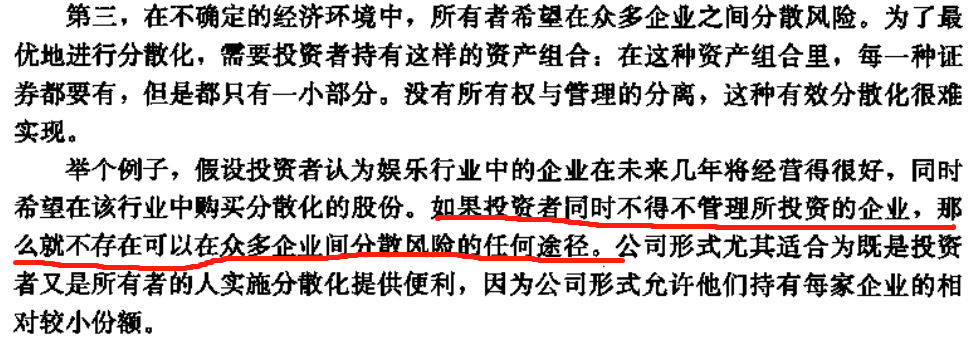 第三，在不确定的经济环境中，所有者希望在众多企业之间分散风险。为了最
优地进行分散化，需要投资者持有这样的资产组合：在这种资产组合里，每一种证
券都要有，但是都只有一小部分。没有所有权与管理的分离，这种有效分散化很难
实现。
举个例子，假设投资者认为娱乐行业中的企业在未来几年将经营得很好，同时
希望在该行业中购买分散化的股份。如果投资者同时不得不管理所投资的企业，那
么就不存在可以在众多企业间分散风险的任何途径。公司形式尤其适合为既是投资
者又是所有者的人实施分散化提供便利，因为公司形式允许他们持有每家企业的相
对较小份额。